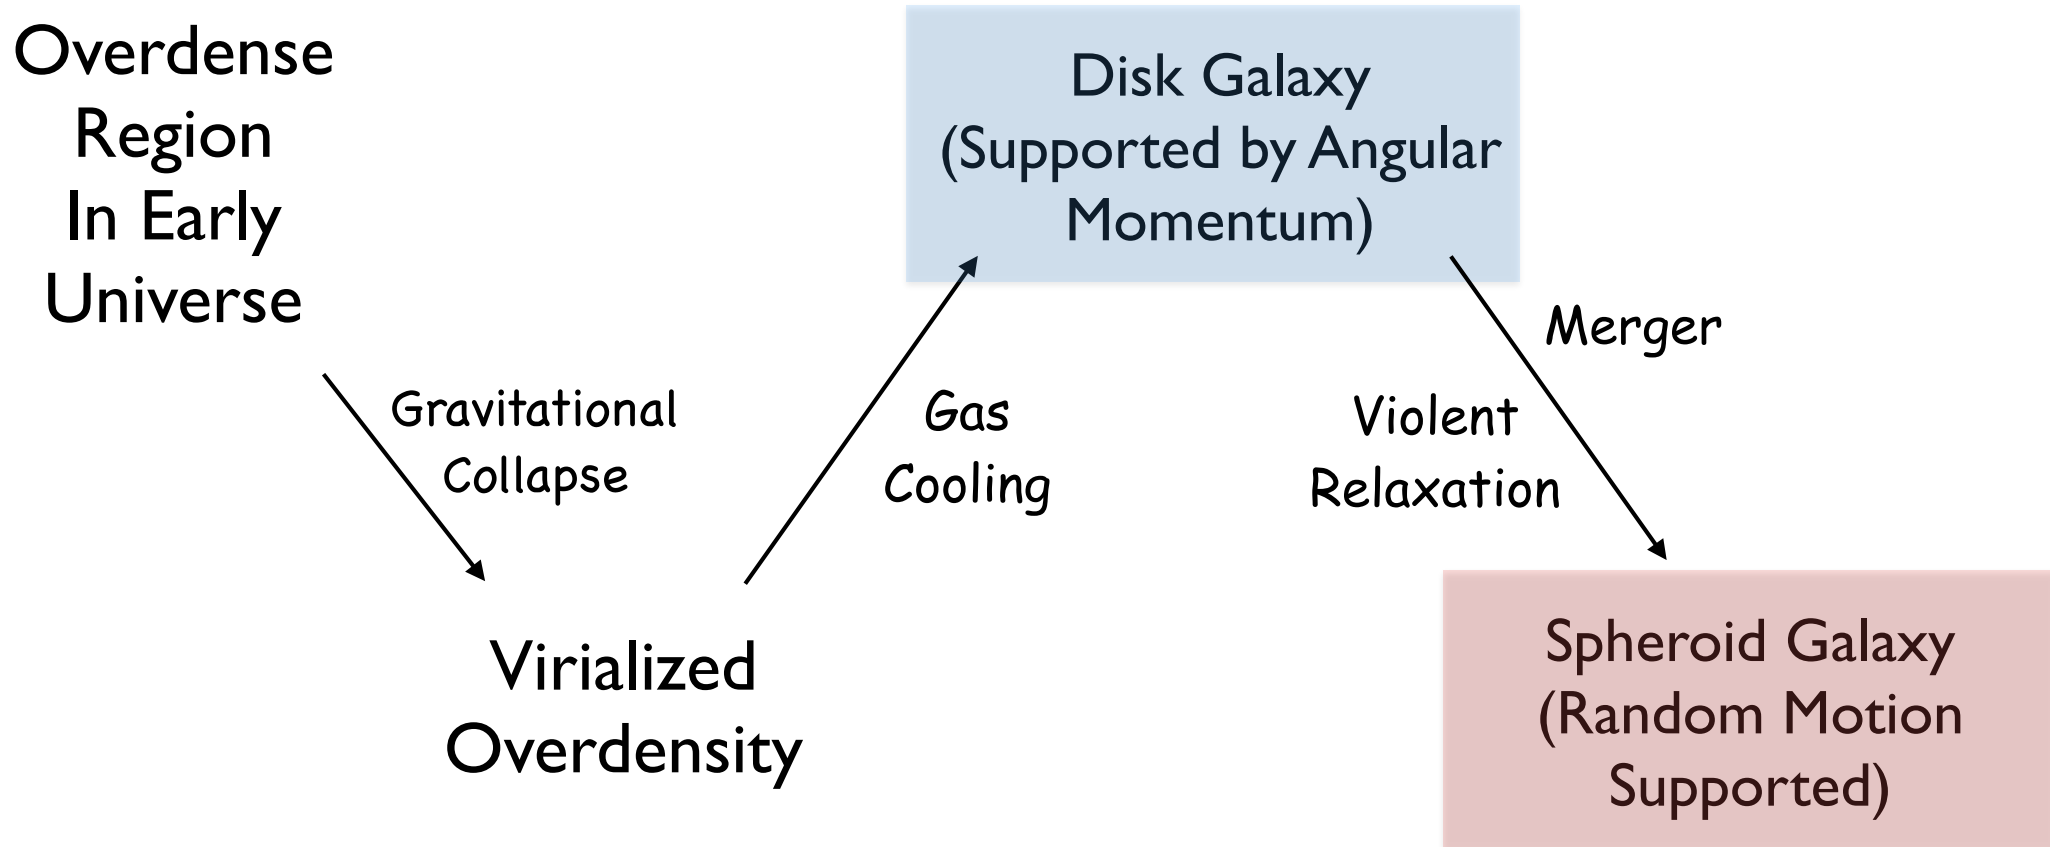 Overdense
Region
In Early
Universe
Gravitational
Collapse
Virialized
Overdensity
Gas
Cooling
Disk Galaxy
(Supported by Angular
Momentum)
Merger
Violent
Relaxation
Spheroid Galaxy
(Random Motion
Supported)